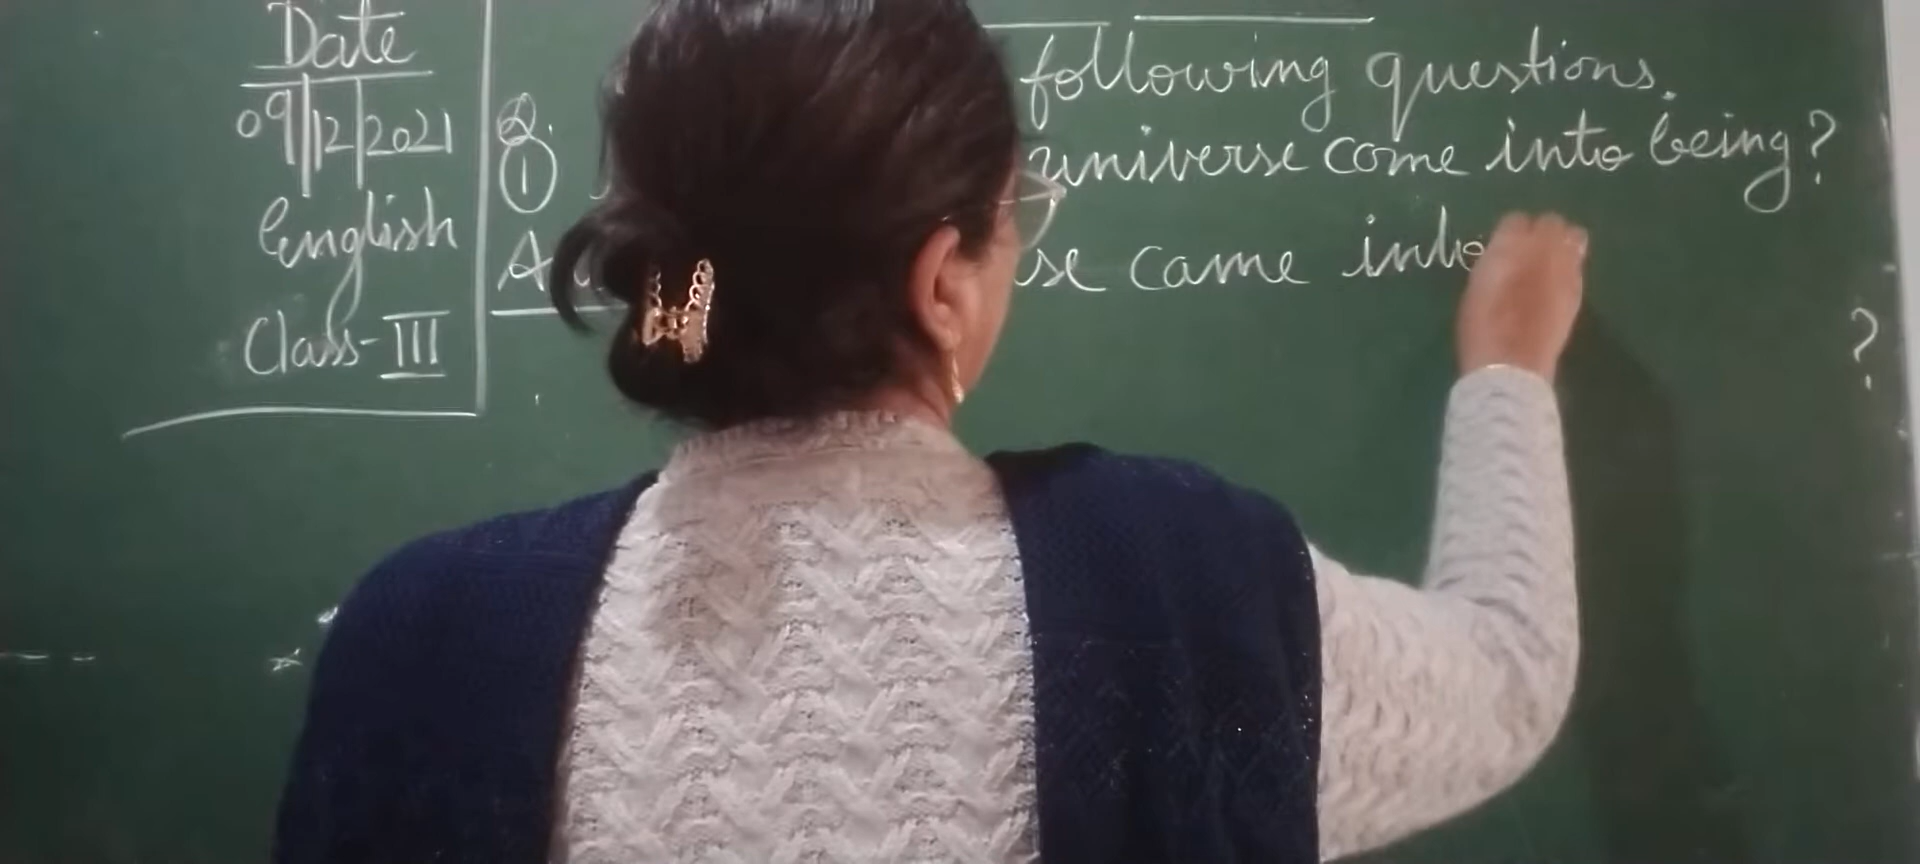 Date
09/12/2021
English
Class-III
following questions.
Q.
① universe come into being?
A se came into
?